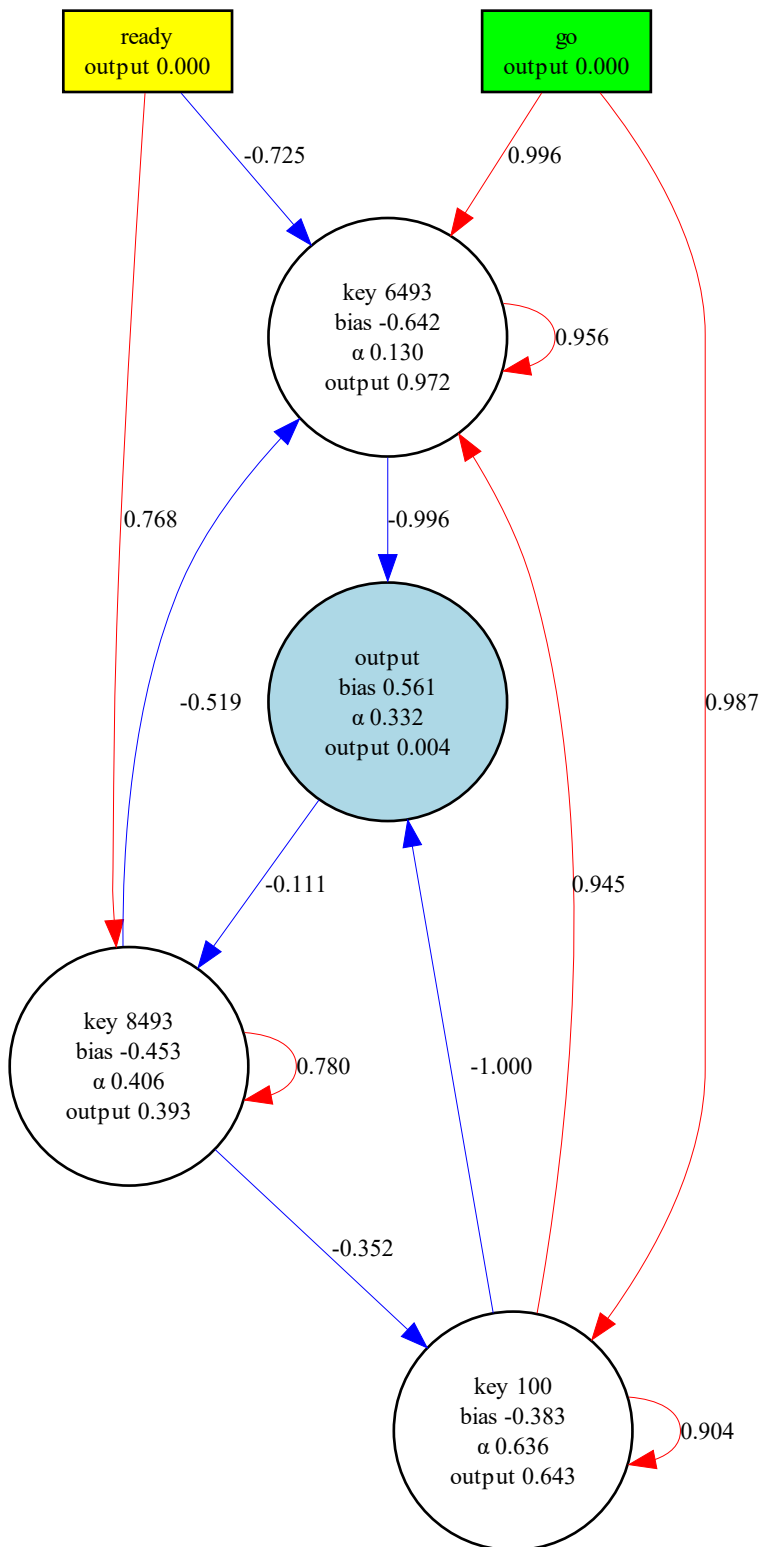 ready
output 0.000
go
output 0.000
-0.725
0.996
key 6493
bias -0.642
α 0.130
output 0.972
0.956
0.768
-0.996
-0.519
output
bias 0.561
α 0.332
output 0.004
0.987
-0.111
0.945
key 8493
bias -0.453
α 0.406
output 0.393
0.780
-1.000
-0.352
key 100
bias -0.383
α 0.636
output 0.643
0.904